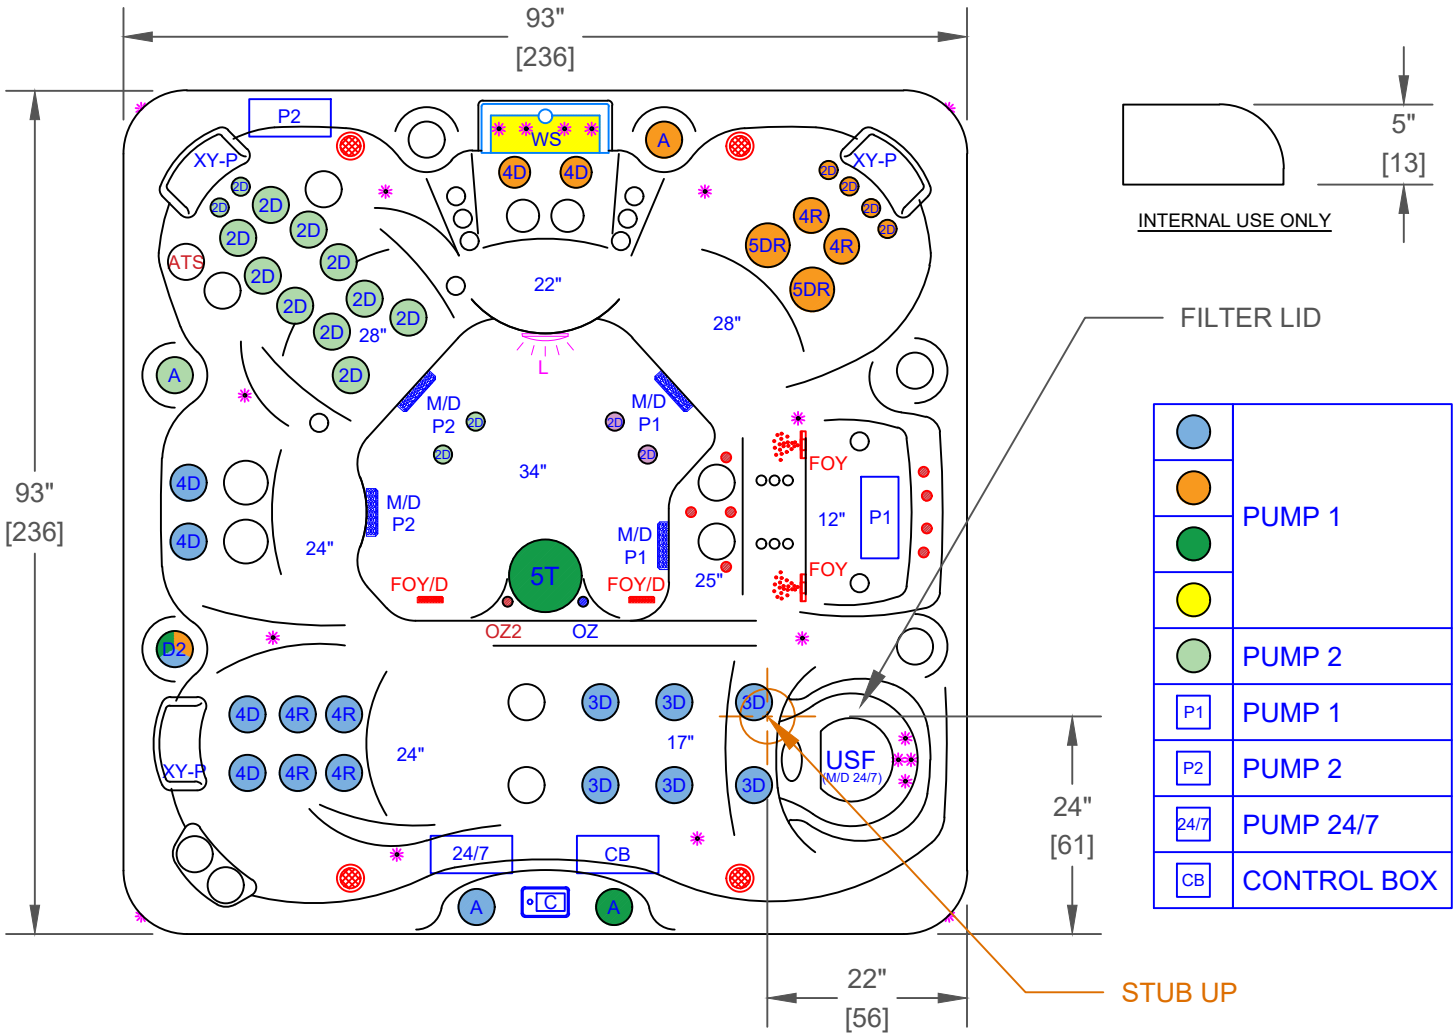 93"
[236]
P2
XY-P
WS
A
XY-P
5"
[13]
INTERNAL USE ONLY
4D
4D
2D
2D
2D
2D
2D
2D
2D
2D
2D
2D
2D
2D
2D
2D
ATS
28"
22"
2D
2D
2D
2D
4R
4R
5DR
5DR
28"
FILTER LID
L
A
M/D
P2
2D
2D
M/D
P1
2D
2D
34"
93"
[236]
4D
4D
24"
M/D
P2
M/D
P1
FOY
FOY
12"
P1
25"
5T
FOY/D
FOY/D
OZ2
OZ
PUMP 1
PUMP 2
P1
PUMP 1
P2
PUMP 2
24/7
PUMP 24/7
CB
CONTROL BOX
D2
4D
4R
4R
4D
4R
4R
XY-P
24"
3D
3D
3D
17"
3D
3D
3D
USF
(M/D 24/7)
24"
[61]
24/7
CB
A
C
A
22"
[56]
STUB UP